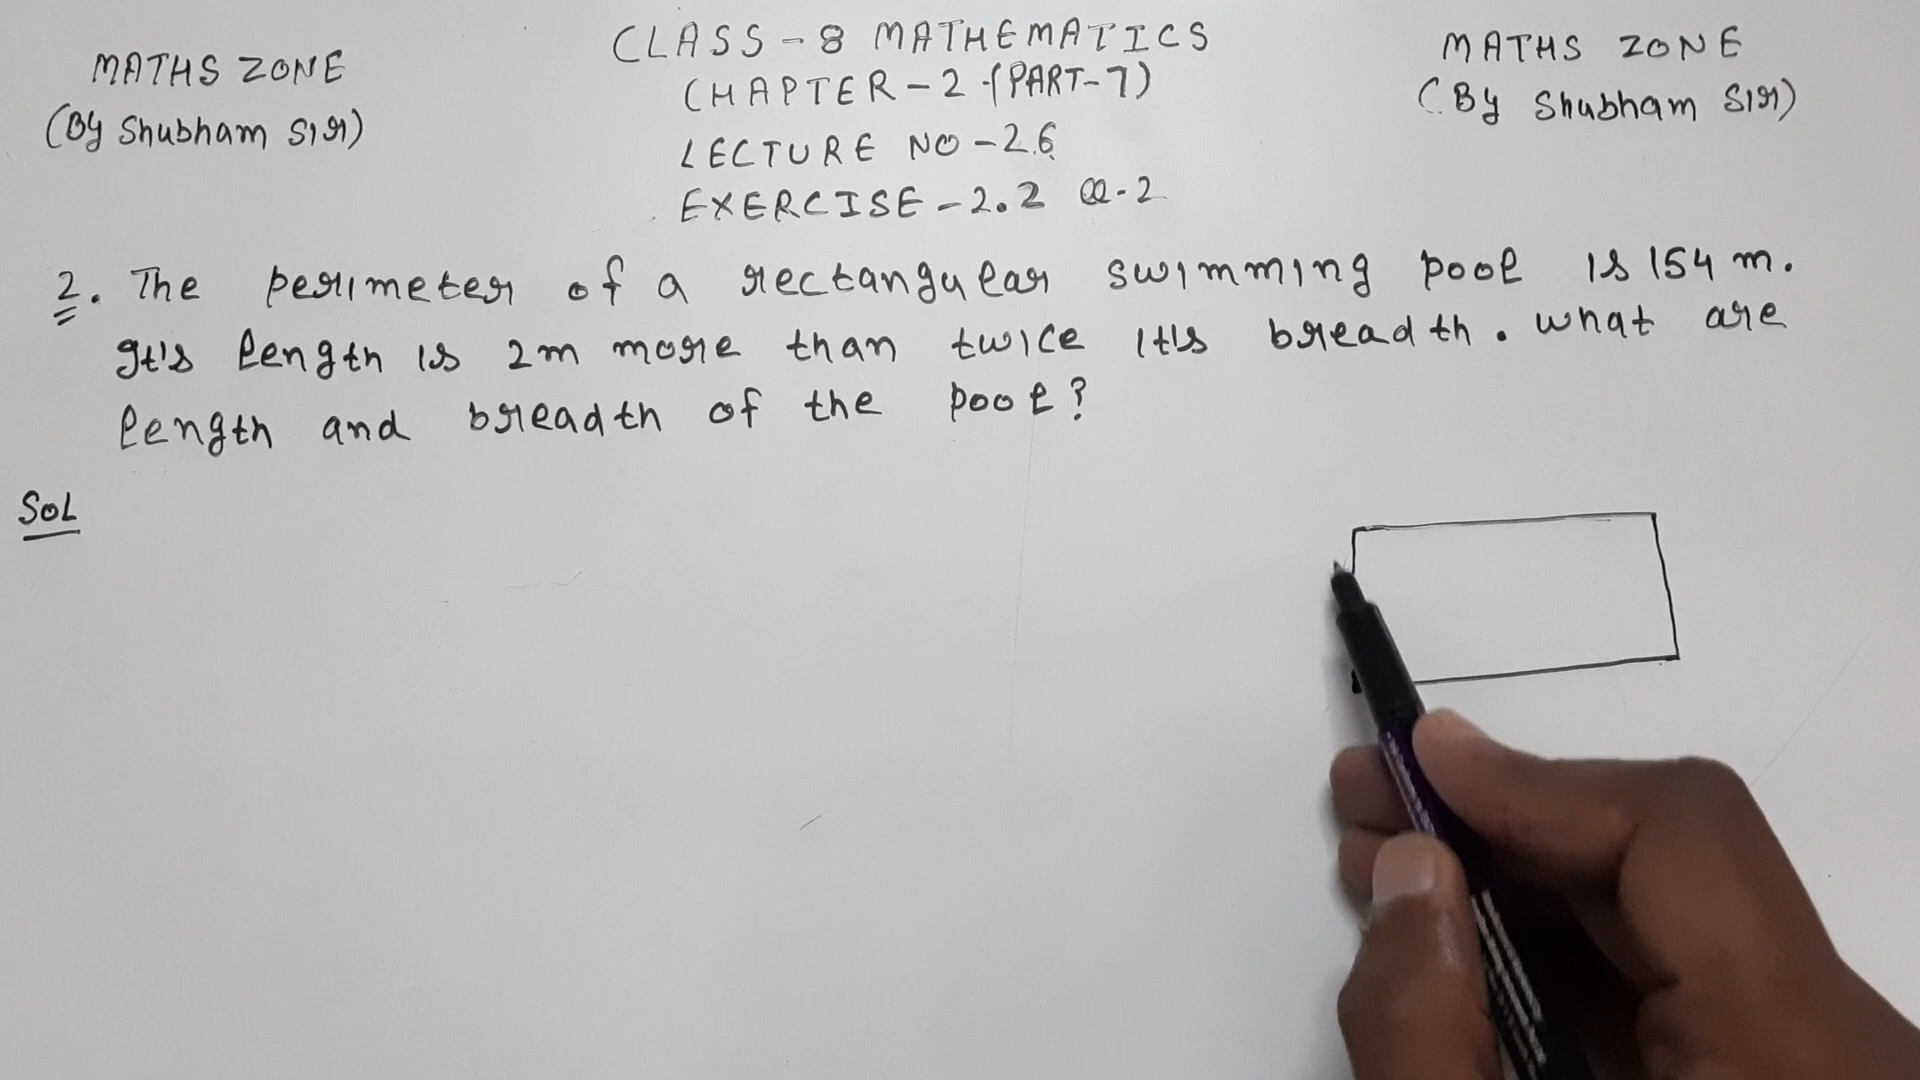 MATHS ZONE
(By Shubham Sir)
CLASS - 8 MATHEMATICS
CHAPTER - 2 (PART-7)
LECTURE NO - 26
EXERCISE - 2.2 Q-2
MATHS ZONE
(By Shubham Sir)
2. The perimeter of a rectangular swimming pool is 154 m.
It's length is 2m more than twice it's breadth. what are
length and breadth of the pool?
SOL